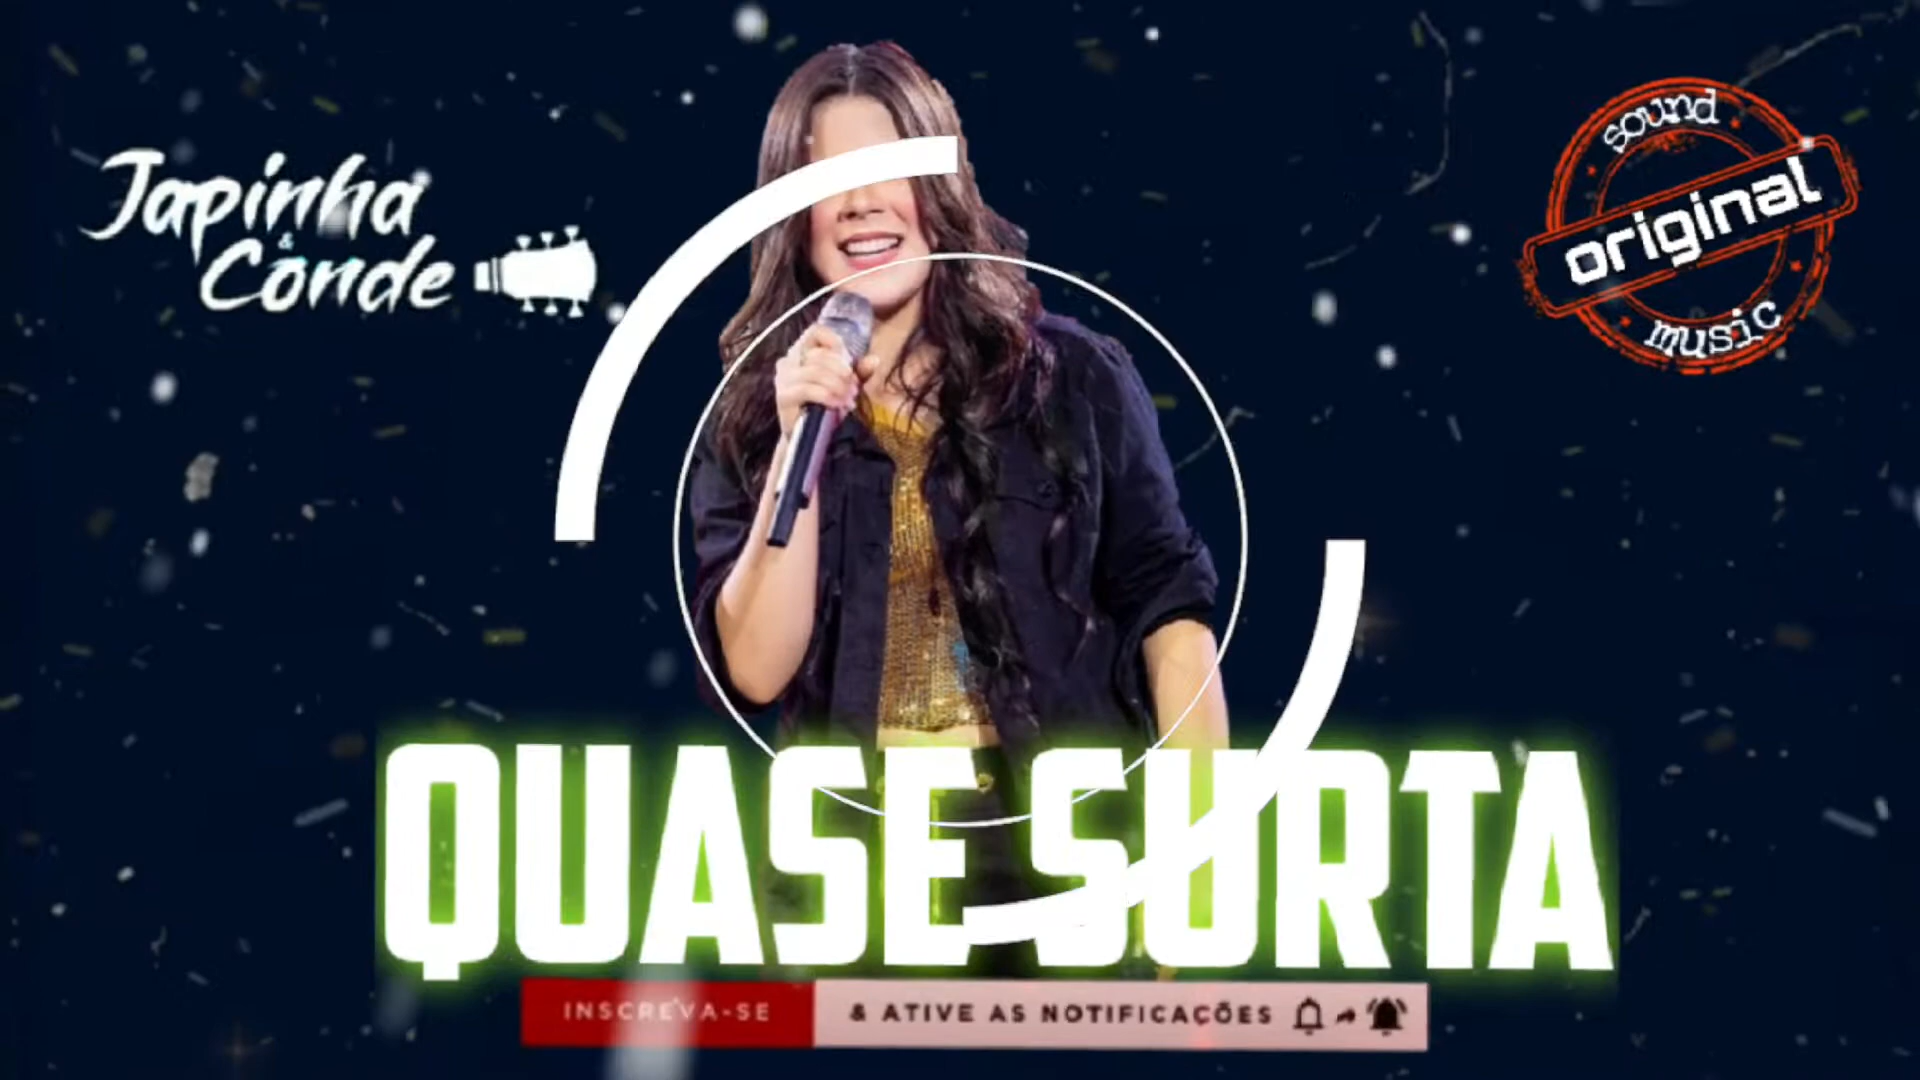 Japinha
&
Conde
sound
original
music
QUASE SURTA
INSCREVA-SE & ATIVE AS NOTIFICAÇÕES